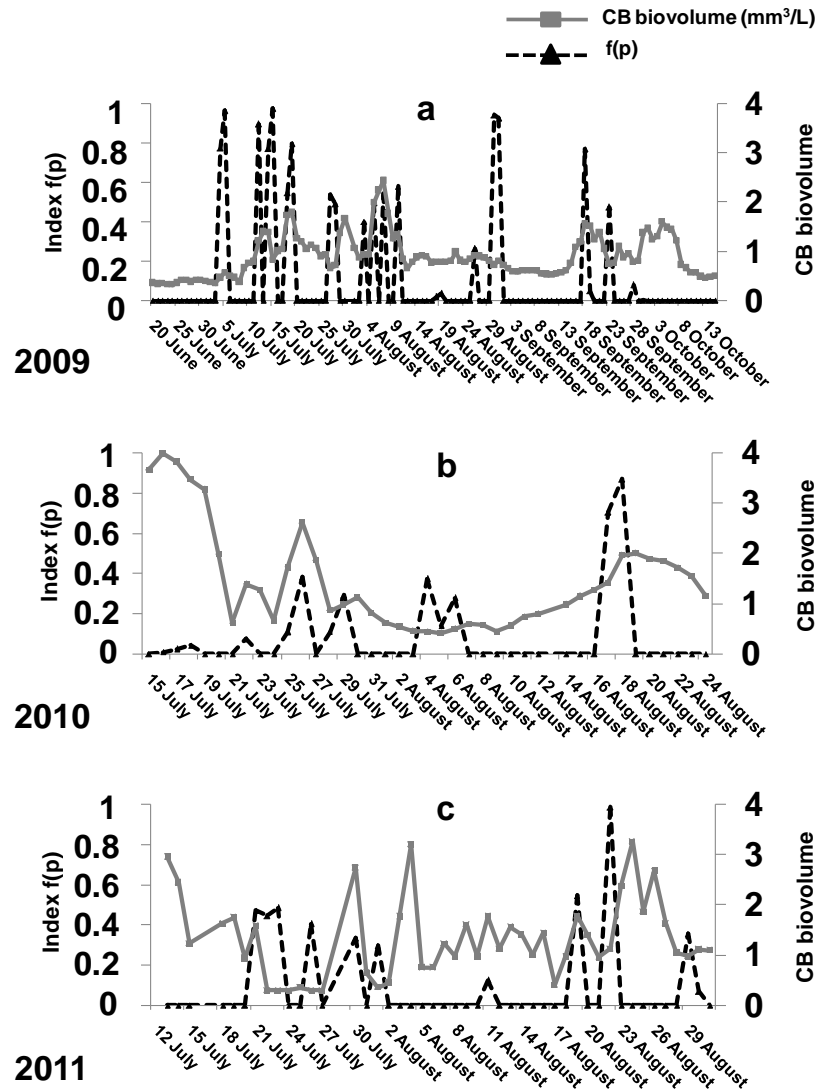 CB biovolume (mm³/L)
f(p)
a
Index f(p)
1
0.8
0.6
0.4
0.2
0
4
3
2
1
0
CB biovolume
20 June
25 June
30 June
5 July
10 July
15 July
20 July
25 July
30 July
4 August
9 August
14 August
19 August
24 August
29 August
3 September
8 September
13 September
18 September
23 September
28 September
3 October
8 October
13 October
2009
b
Index f(p)
1
0.8
0.6
0.4
0.2
0
4
3
2
1
0
CB biovolume
15 July
17 July
19 July
21 July
23 July
25 July
27 July
29 July
31 July
2 August
4 August
6 August
8 August
10 August
12 August
14 August
16 August
18 August
20 August
22 August
24 August
2010
c
Index f(p)
1
0.8
0.6
0.4
0.2
0
4
3
2
1
0
CB biovolume
12 July
15 July
18 July
21 July
24 July
27 July
30 July
2 August
5 August
8 August
11 August
14 August
17 August
20 August
23 August
26 August
29 August
2011